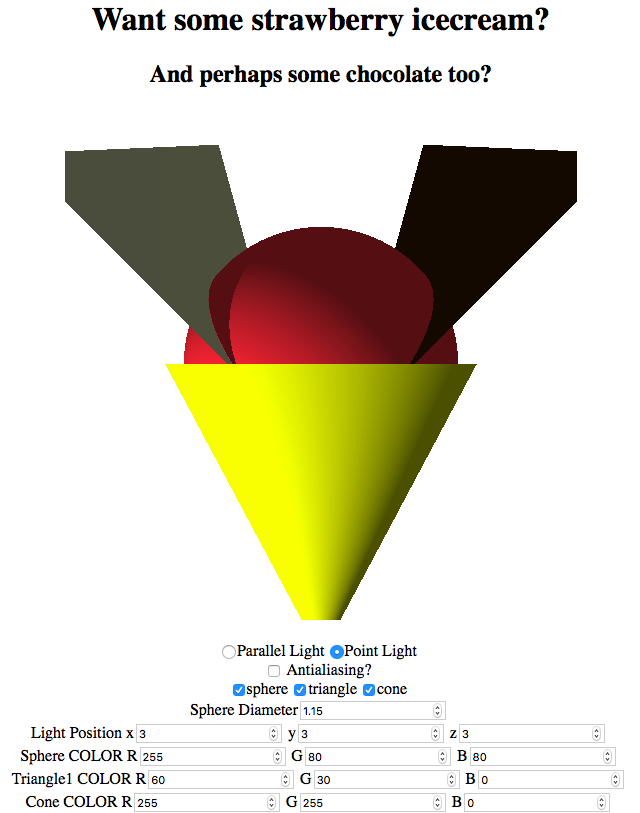 Want some strawberry icecream?
And perhaps some chocolate too?
Parallel Light Point Light
Antialiasing?
sphere triangle cone
Sphere Diameter 1.15
Light Position x 3 y 3 z 3
Sphere COLOR R 255 G 80 B 80
Triangle1 COLOR R 60 G 30 B 0
Cone COLOR R 255 G 255 B 0